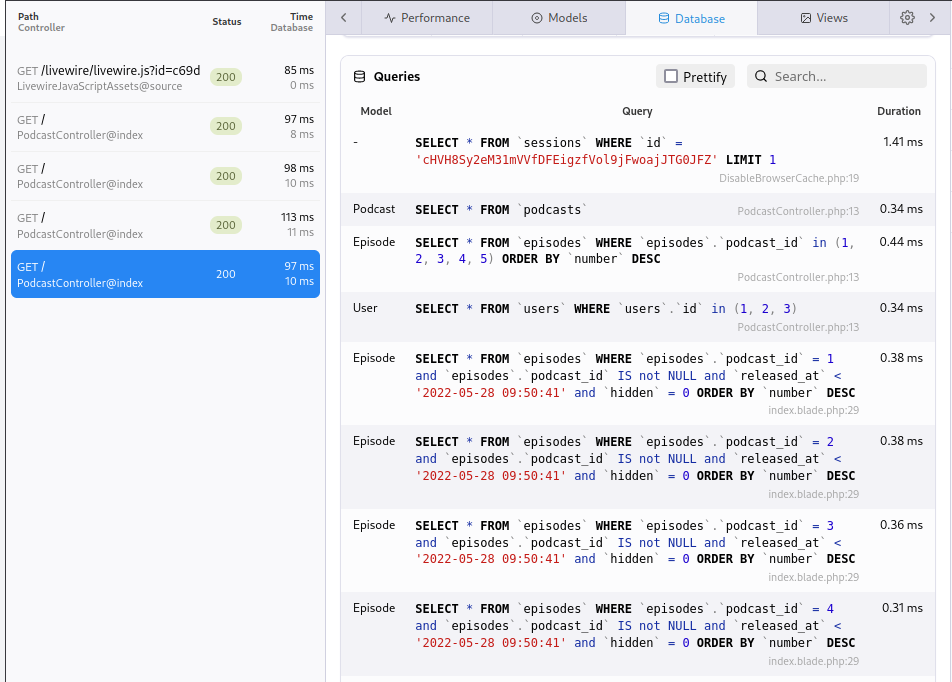 Path
Controller
Status
Time
Database
GET /livewire/livewire.js?id=c69d
LivewireJavaScriptAssets@source
200
85 ms
0 ms
GET /
PodcastController@index
200
97 ms
8 ms
GET /
PodcastController@index
200
98 ms
10 ms
GET /
PodcastController@index
200
113 ms
11 ms
GET /
PodcastController@index
200
97 ms
10 ms
Performance
Models
Database
Views
Queries
Prettify
Search...
Model
Query
Duration
-
SELECT * FROM `sessions` WHERE `id` =
'cHVH8Sy2eM31mVVfDFEigzfVol9jFwoajJTG0JFZ' LIMIT 1
DisableBrowserCache.php:19
1.41 ms
Podcast
SELECT * FROM `podcasts`
PodcastController.php:13
0.34 ms
Episode
SELECT * FROM `episodes` WHERE `episodes`.`podcast_id` in (1,
2, 3, 4, 5) ORDER BY `number` DESC
PodcastController.php:13
0.44 ms
User
SELECT * FROM `users` WHERE `users`.`id` in (1, 2, 3)
PodcastController.php:13
0.34 ms
Episode
SELECT * FROM `episodes` WHERE `episodes`.`podcast_id` = 1
and `episodes`.`podcast_id` IS not NULL and `released_at` <
'2022-05-28 09:50:41' and `hidden` = 0 ORDER BY `number` DESC
index.blade.php:29
0.38 ms
Episode
SELECT * FROM `episodes` WHERE `episodes`.`podcast_id` = 2
and `episodes`.`podcast_id` IS not NULL and `released_at` <
'2022-05-28 09:50:41' and `hidden` = 0 ORDER BY `number` DESC
index.blade.php:29
0.38 ms
Episode
SELECT * FROM `episodes` WHERE `episodes`.`podcast_id` = 3
and `episodes`.`podcast_id` IS not NULL and `released_at` <
'2022-05-28 09:50:41' and `hidden` = 0 ORDER BY `number` DESC
index.blade.php:29
0.36 ms
Episode
SELECT * FROM `episodes` WHERE `episodes`.`podcast_id` = 4
and `episodes`.`podcast_id` IS not NULL and `released_at` <
'2022-05-28 09:50:41' and `hidden` = 0 ORDER BY `number` DESC
index.blade.php:29
0.31 ms